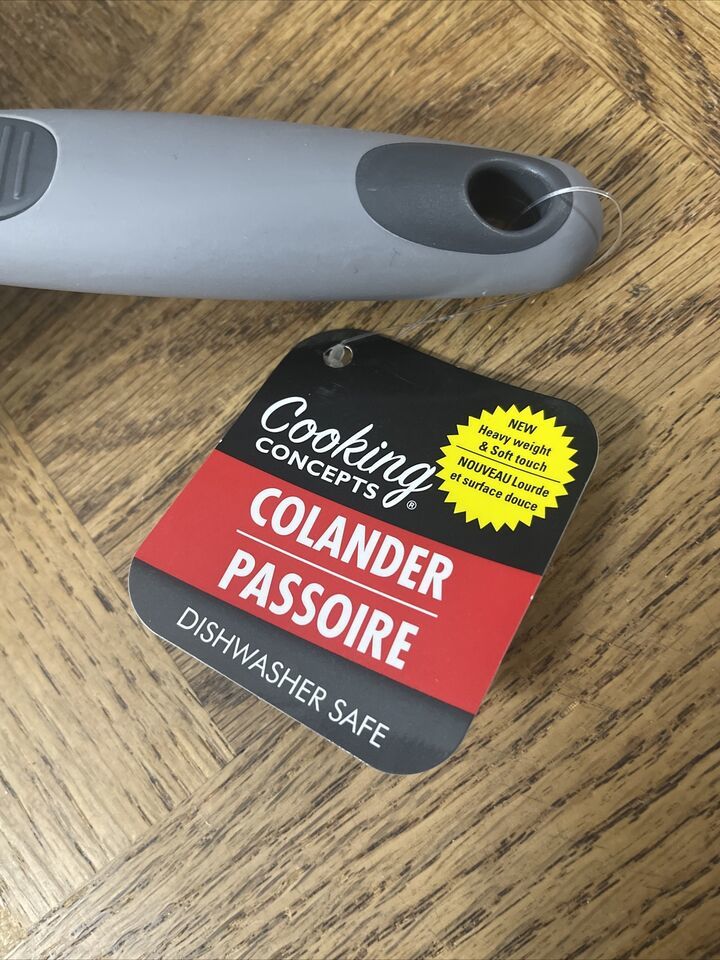 Cooking
CONCEPTS®
NEW
Heavy weight
& Soft touch
NOUVEAU Lourde
et surface douce
COLANDER
PASSOIRE
DISHWASHER SAFE